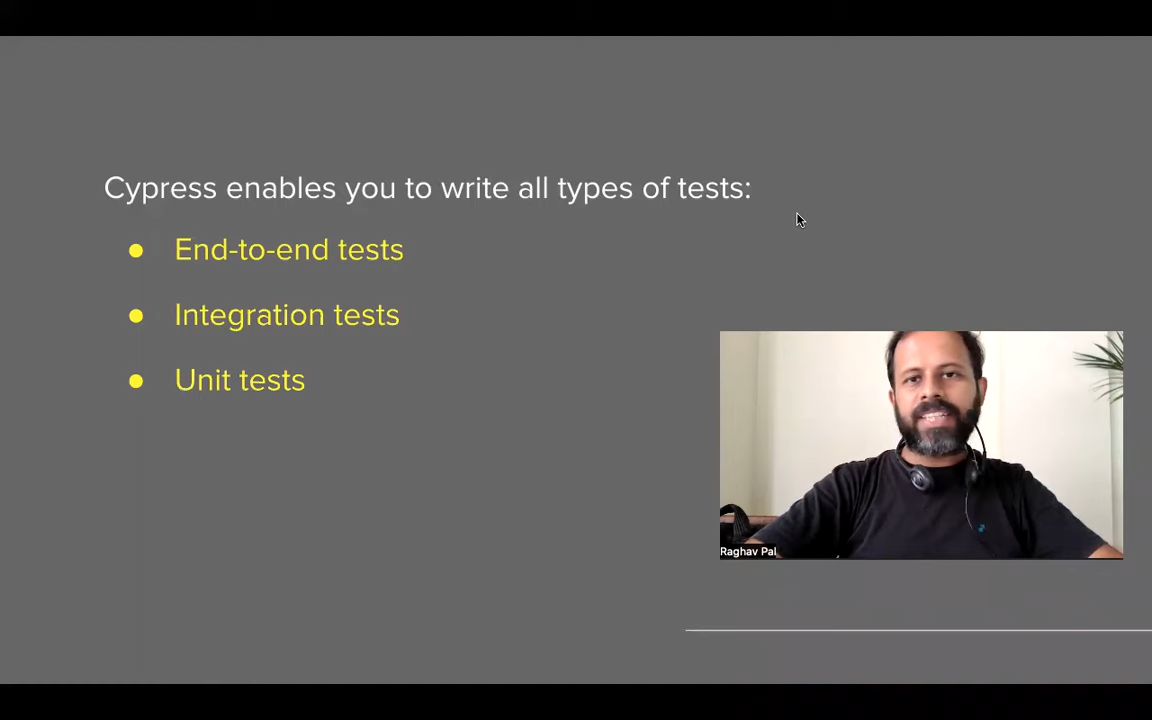 Cypress enables you to write all types of tests:
● End-to-end tests
● Integration tests
● Unit tests
Raghav Pal